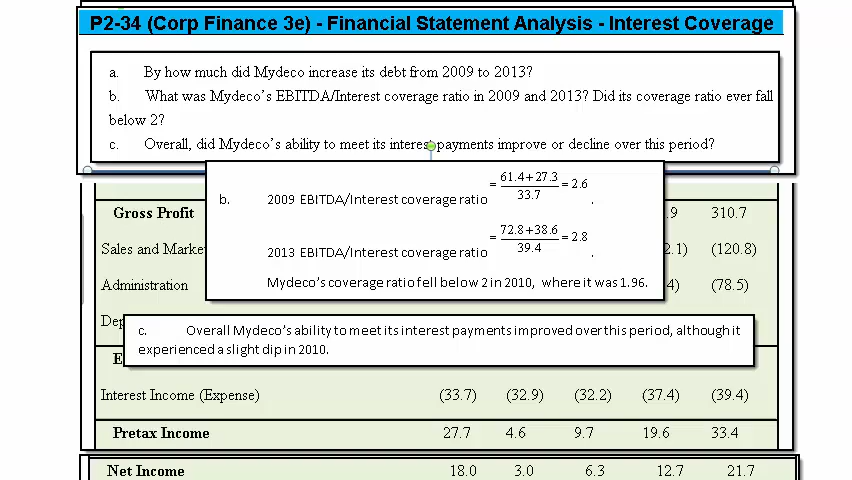 P2-34 (Corp Finance 3e) - Financial Statement Analysis - Interest Coverage
a. By how much did Mydeco increase its debt from 2009 to 2013?
b. What was Mydeco's EBITDA/Interest coverage ratio in 2009 and 2013? Did its coverage ratio ever fall
below 2?
c. Overall, did Mydeco's ability to meet its interest payments improve or decline over this period?
b. 2009 EBITDA/Interest coverage ratio = 61.4+27.3 / 33.7 = 2.6 .
2013 EBITDA/Interest coverage ratio = 72.8+38.6 / 39.4 = 2.8 .
Mydeco's coverage ratio fell below 2 in 2010, where it was 1.96.
Gross Profit .9 310.7
Sales and Marke 2.1) (120.8)
Administration 4) (78.5)
Dep
c. Overall Mydeco's ability to meet its interest payments improved over this period, although it
experienced a slight dip in 2010.
E
Interest Income (Expense) (33.7) (32.9) (32.2) (37.4) (39.4)
Pretax Income 27.7 4.6 9.7 19.6 33.4
Net Income 18.0 3.0 6.3 12.7 21.7